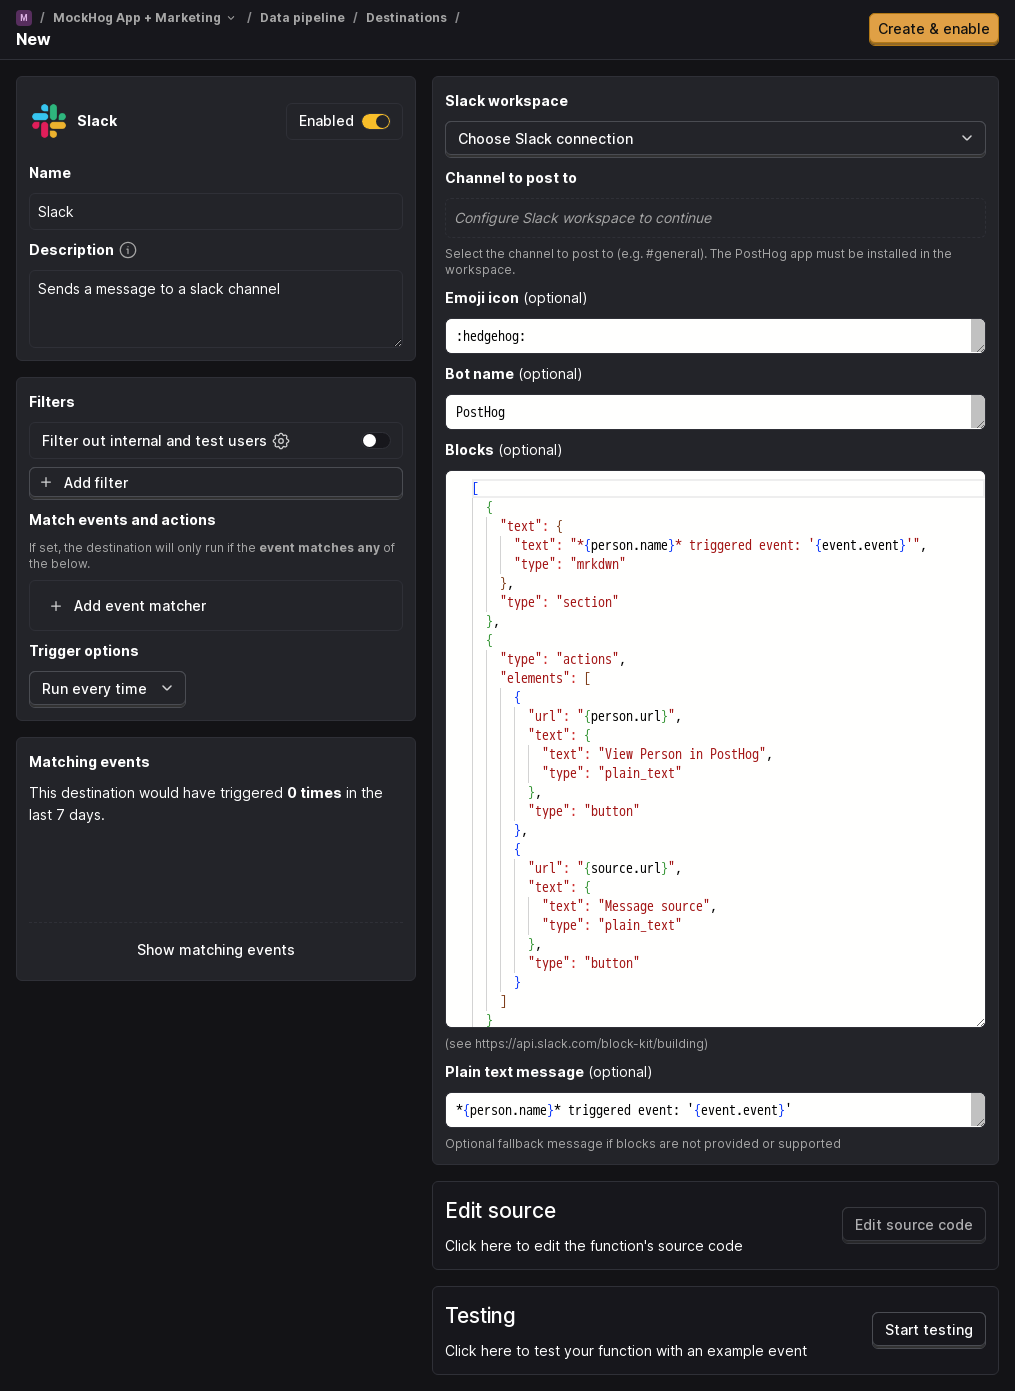 M / MockHog App + Marketing / Data pipeline / Destinations /
New
Create & enable
Slack
Enabled
Name
Slack
Description
Sends a message to a slack channel
Filters
Filter out internal and test users
Add filter
Match events and actions
If set, the destination will only run if the event matches any of
the below.
Add event matcher
Trigger options
Run every time
Matching events
This destination would have triggered 0 times in the
last 7 days.
Show matching events
Slack workspace
Choose Slack connection
Channel to post to
Configure Slack workspace to continue
Select the channel to post to (e.g. #general). The PostHog app must be installed in the
workspace.
Emoji icon (optional)
:hedgehog:
Bot name (optional)
PostHog
Blocks (optional)
[
{
"text": {
"text": "*{person.name}* triggered event: '{event.event}'",
"type": "mrkdwn"
},
"type": "section"
},
{
"type": "actions",
"elements": [
{
"url": "{person.url}",
"text": {
"text": "View Person in PostHog",
"type": "plain_text"
},
"type": "button"
},
{
"url": "{source.url}",
"text": {
"text": "Message source",
"type": "plain_text"
},
"type": "button"
}
]
}
(see https://api.slack.com/block-kit/building)
Plain text message (optional)
*{person.name}* triggered event: '{event.event}'
Optional fallback message if blocks are not provided or supported
Edit source
Click here to edit the function's source code
Edit source code
Testing
Click here to test your function with an example event
Start testing